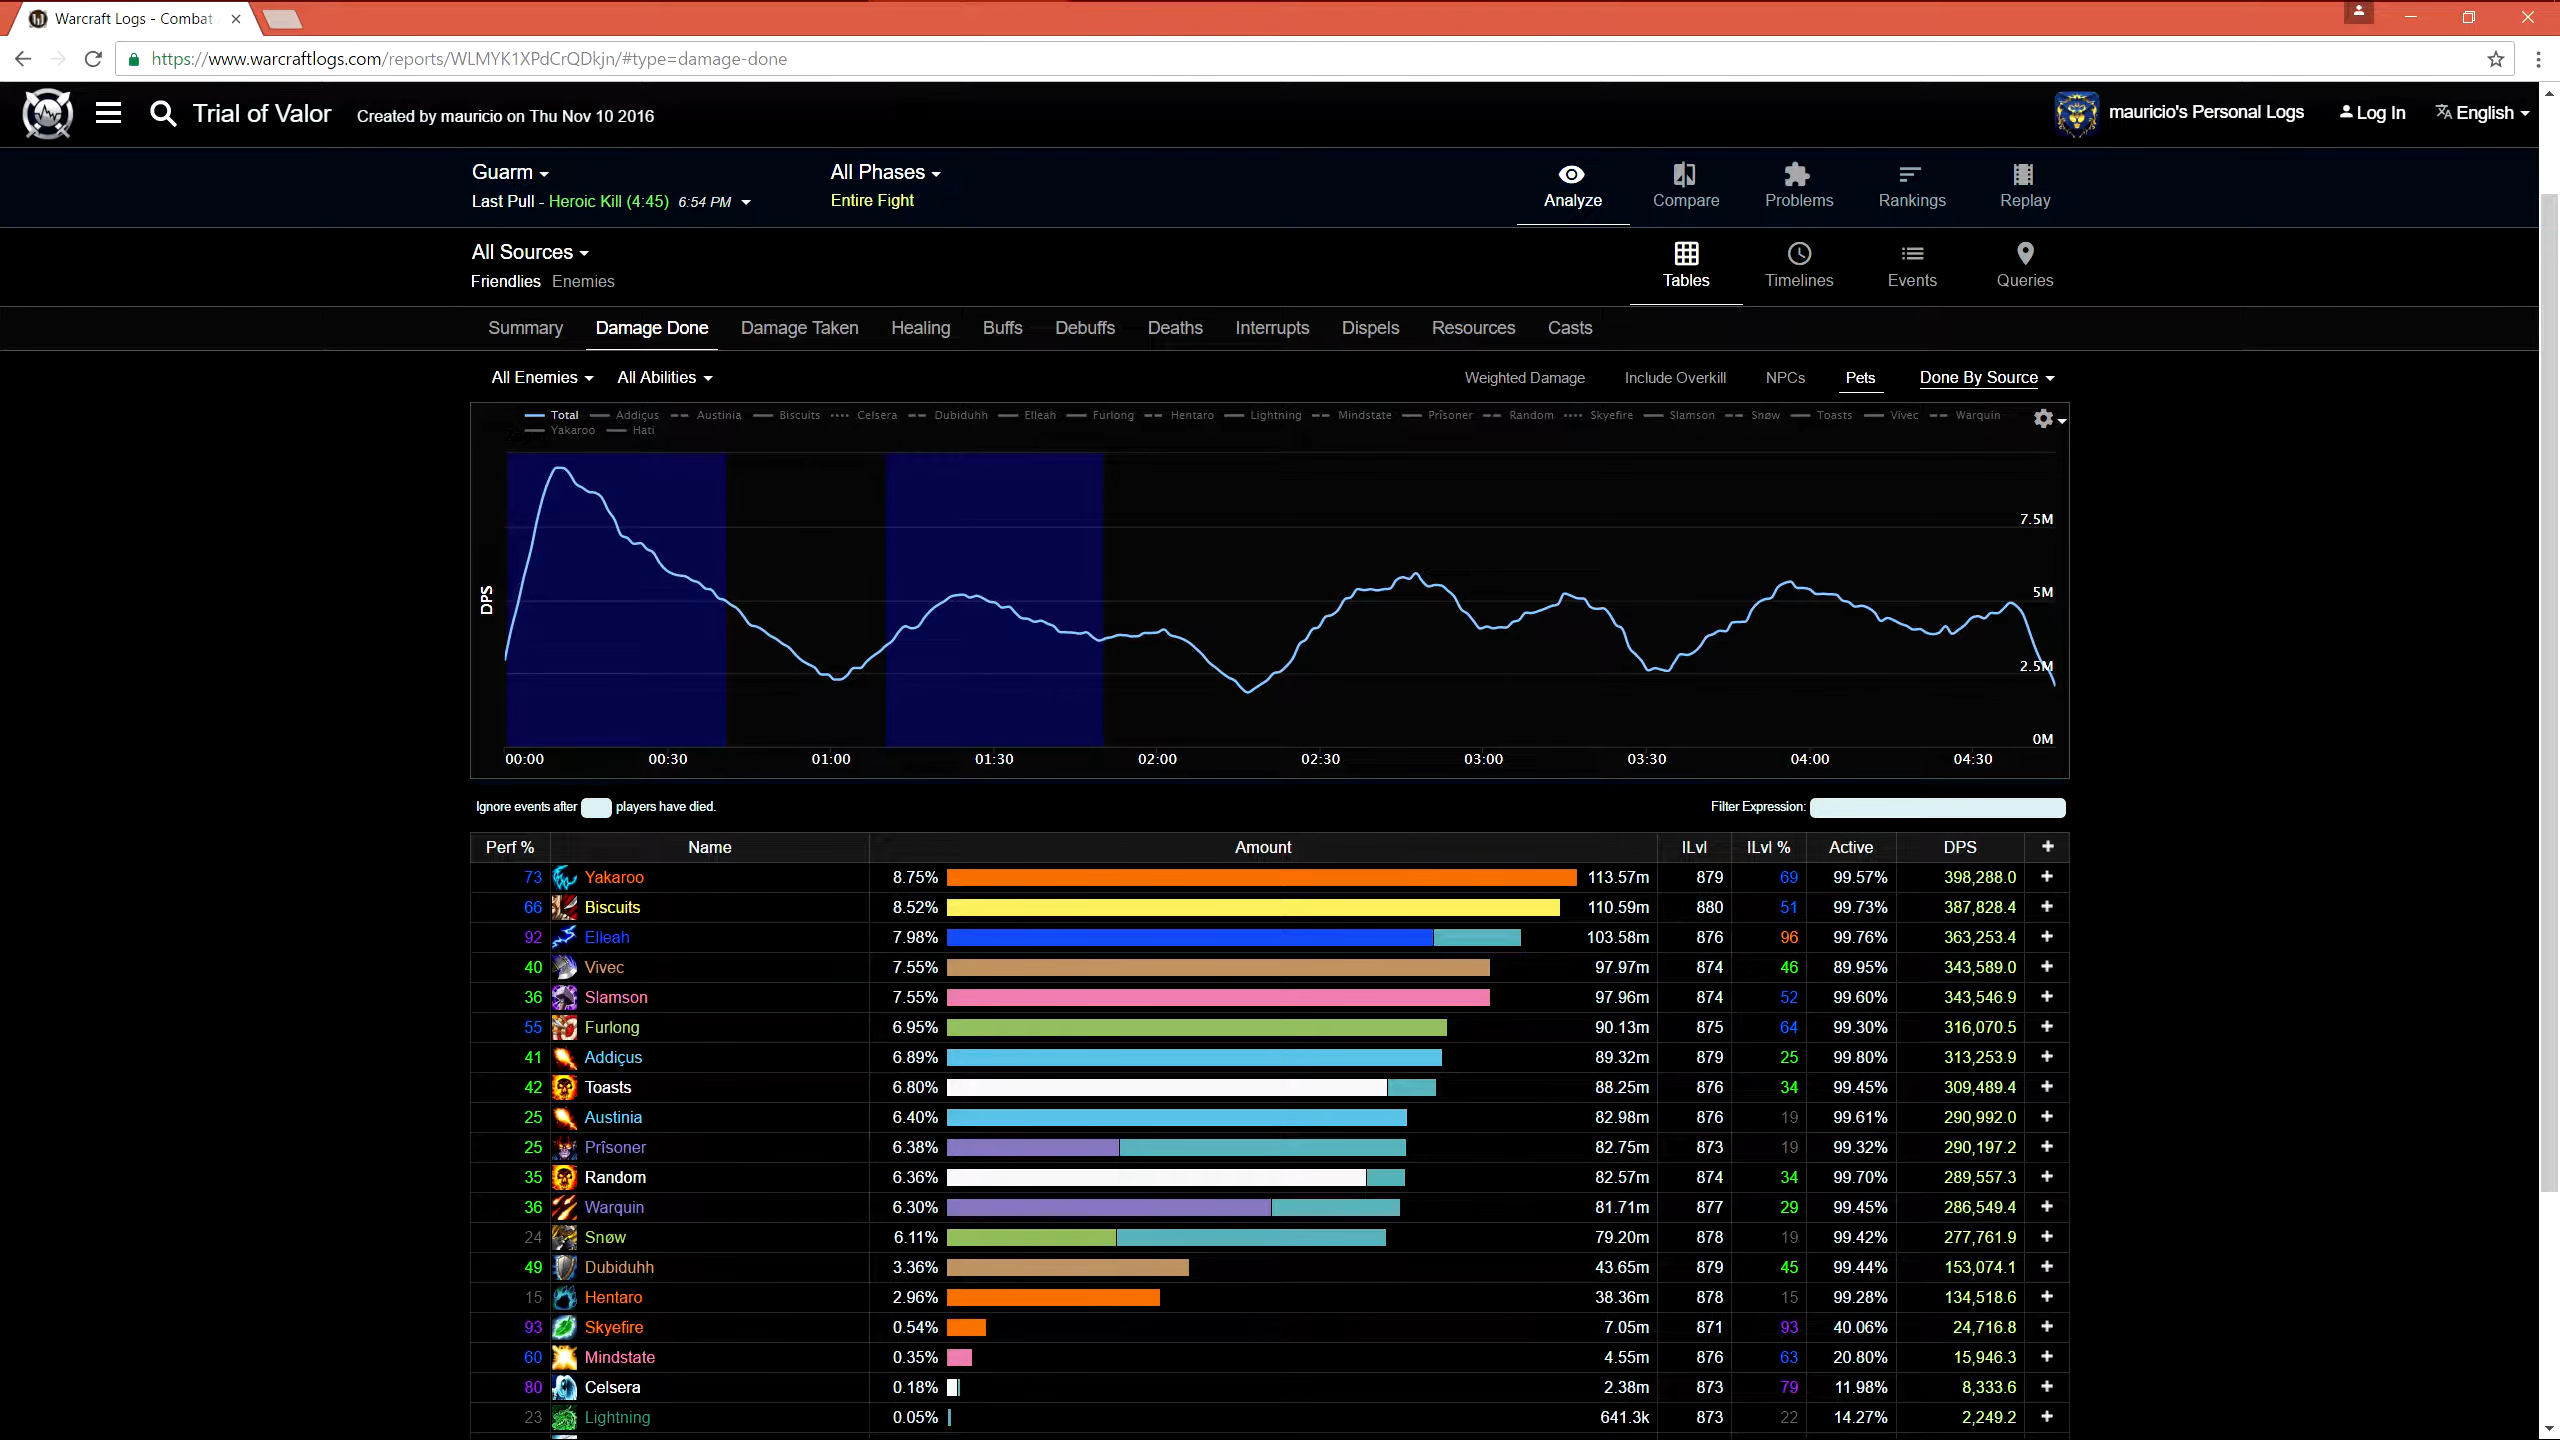 Warcraft Logs - Combat
https://www.warcraftlogs.com/reports/WLMYK1XPdCrQDkjn/#type=damage-done
Trial of Valor Created by mauricio on Thu Nov 10 2016 mauricio's Personal Logs Log In English
Guarm All Phases
Last Pull - Heroic Kill (4:45) 6:54 PM Entire Fight
Analyze Compare Problems Rankings Replay
All Sources
Friendlies Enemies
Tables Timelines Events Queries
Summary Damage Done Damage Taken Healing Buffs Debuffs Deaths Interrupts Dispels Resources Casts
All Enemies All Abilities Weighted Damage Include Overkill NPCs Pets Done By Source
Total Addiçus Austinia Biscuits Celsera Dubiduhh Elleah Furlong Hentaro Lightning Mindstate Prîsoner Random Skyefire Slamson Snøw Toasts Vivec Warquin
Yakaroo Hati
7.5M
5M
DPS
2.5M
0M
00:00 00:30 01:00 01:30 02:00 02:30 03:00 03:30 04:00 04:30
Ignore events after players have died. Filter Expression:
Perf % Name Amount ILvl ILvl % Active DPS +
73 Yakaroo 8.75% 113.57m 879 69 99.57% 398,288.0 +
66 Biscuits 8.52% 110.59m 880 51 99.73% 387,828.4 +
92 Elleah 7.98% 103.58m 876 96 99.76% 363,253.4 +
40 Vivec 7.55% 97.97m 874 46 89.95% 343,589.0 +
36 Slamson 7.55% 97.96m 874 52 99.60% 343,546.9 +
55 Furlong 6.95% 90.13m 875 64 99.30% 316,070.5 +
41 Addiçus 6.89% 89.32m 879 25 99.80% 313,253.9 +
42 Toasts 6.80% 88.25m 876 34 99.45% 309,489.4 +
25 Austinia 6.40% 82.98m 876 19 99.61% 290,992.0 +
25 Prîsoner 6.38% 82.75m 873 19 99.32% 290,197.2 +
35 Random 6.36% 82.57m 874 34 99.70% 289,557.3 +
36 Warquin 6.30% 81.71m 877 29 99.45% 286,549.4 +
24 Snøw 6.11% 79.20m 878 19 99.42% 277,761.9 +
49 Dubiduhh 3.36% 43.65m 879 45 99.44% 153,074.1 +
15 Hentaro 2.96% 38.36m 878 15 99.28% 134,518.6 +
93 Skyefire 0.54% 7.05m 871 93 40.06% 24,716.8 +
60 Mindstate 0.35% 4.55m 876 63 20.80% 15,946.3 +
80 Celsera 0.18% 2.38m 873 79 11.98% 8,333.6 +
23 Lightning 0.05% 641.3k 873 22 14.27% 2,249.2 +